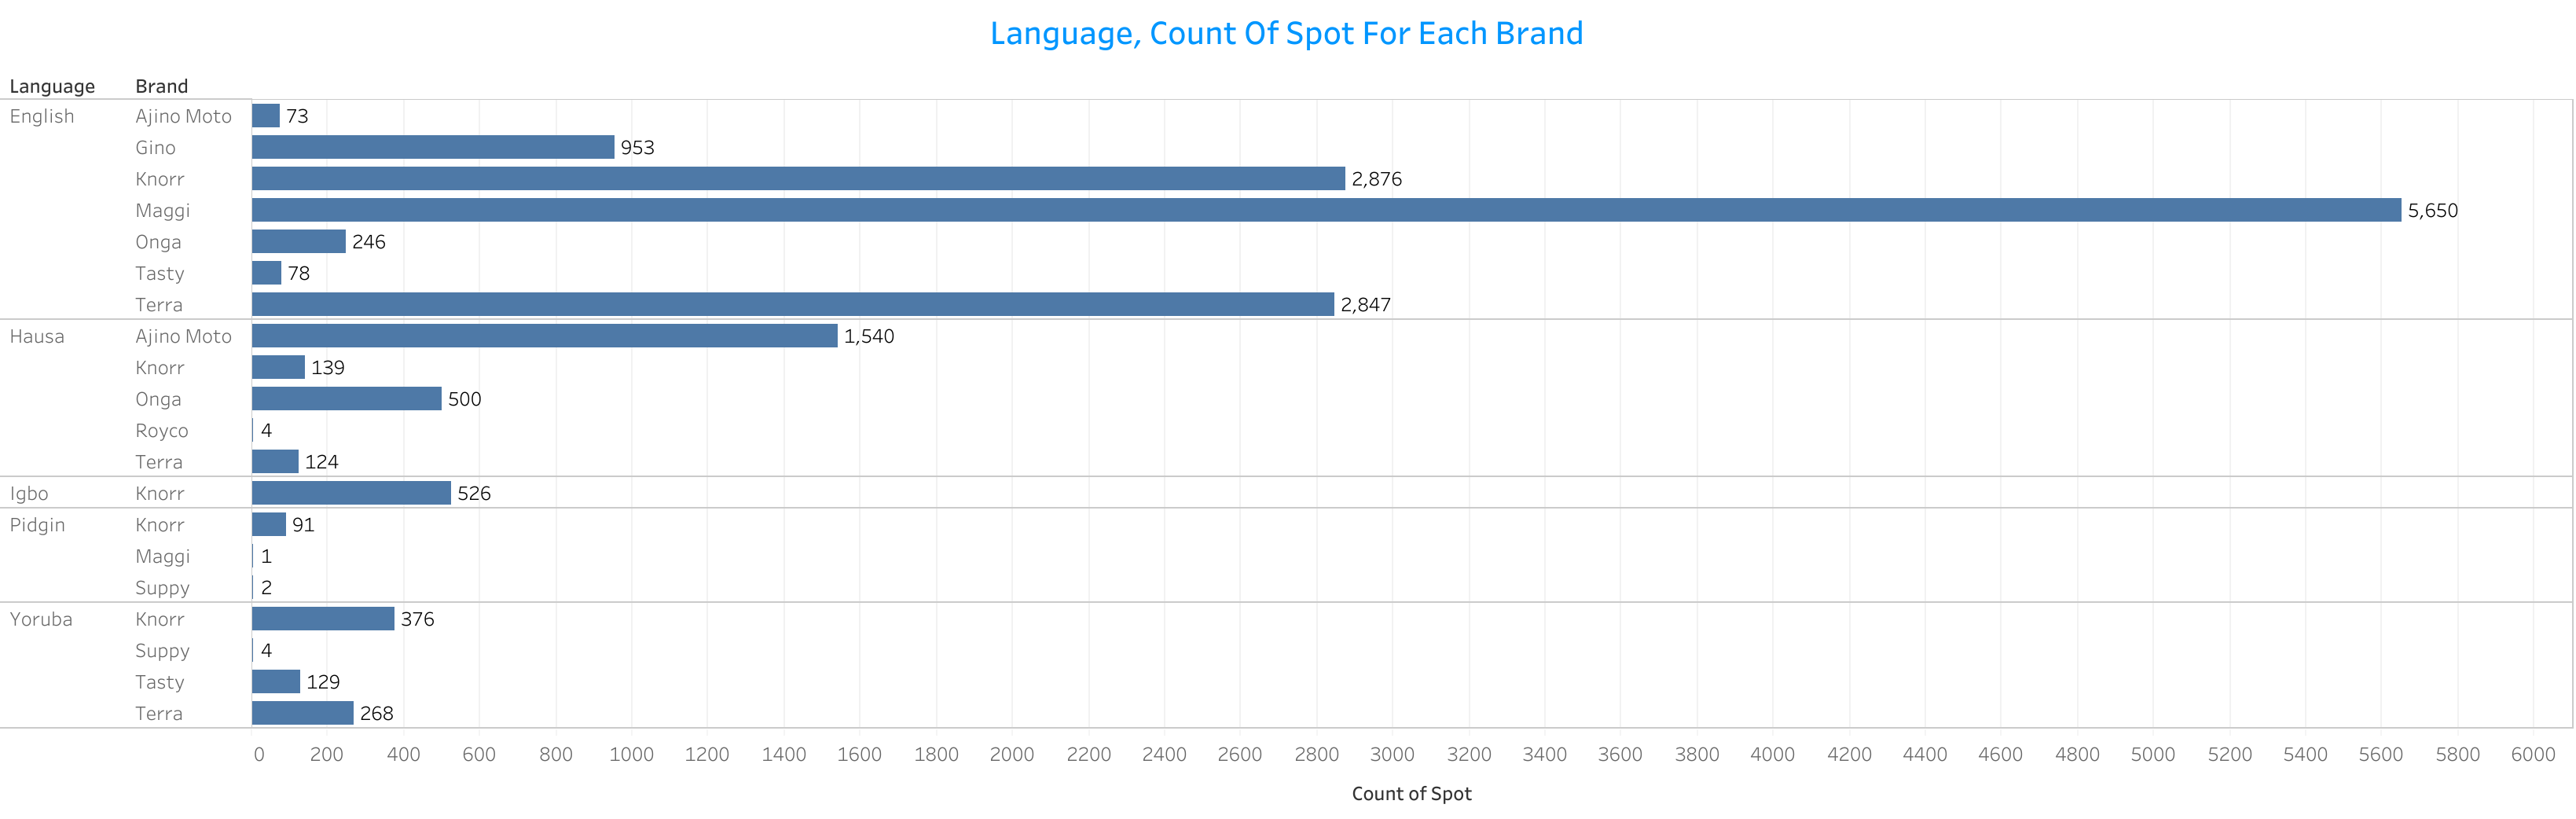 Language, Count Of Spot For Each Brand
Language Brand
English Ajino Moto 73
Gino 953
Knorr 2,876
Maggi 5,650
Onga 246
Tasty 78
Terra 2,847
Hausa Ajino Moto 1,540
Knorr 139
Onga 500
Royco 4
Terra 124
Igbo Knorr 526
Pidgin Knorr 91
Maggi 1
Suppy 2
Yoruba Knorr 376
Suppy 4
Tasty 129
Terra 268
0 200 400 600 800 1000 1200 1400 1600 1800 2000 2200 2400 2600 2800 3000 3200 3400 3600 3800 4000 4200 4400 4600 4800 5000 5200 5400 5600 5800 6000
Count of Spot